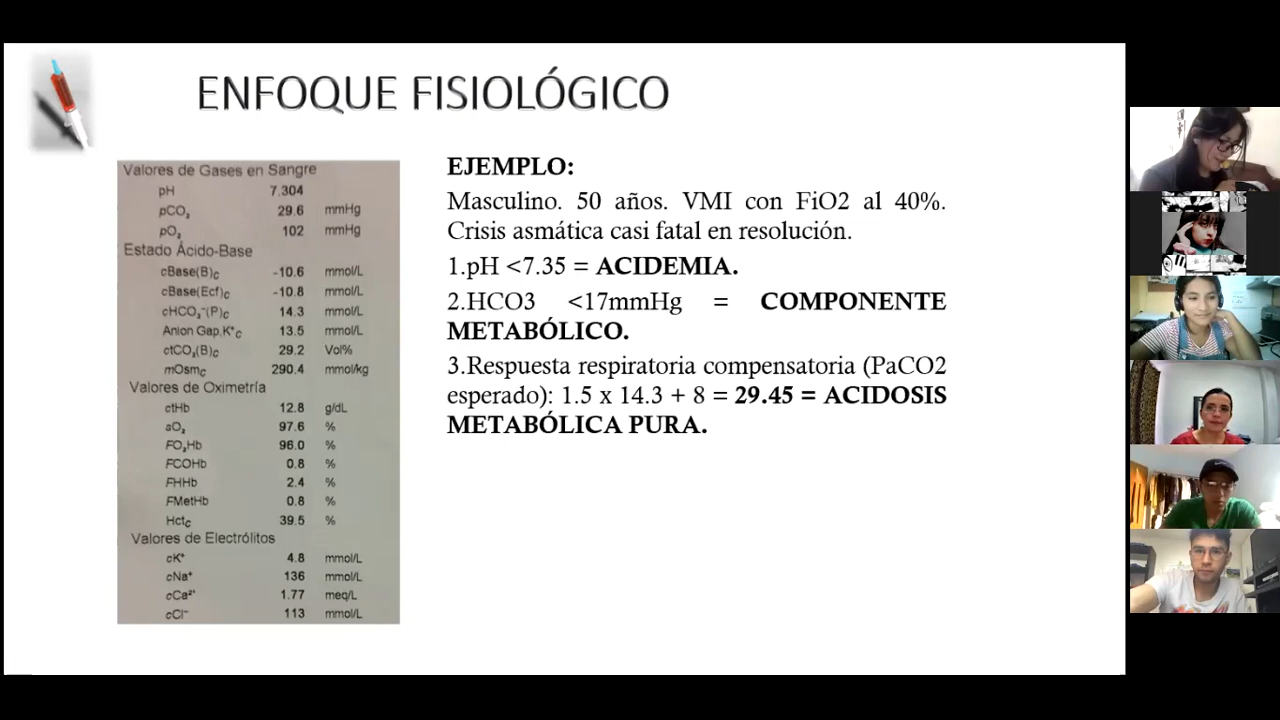 ENFOQUE FISIOLÓGICO
Valores de Gases en Sangre
pH 7.304
pCO₂ 29.6 mmHg
pO₂ 102 mmHg
Estado Ácido-Base
cBase(B)c -10.6 mmol/L
cBase(Ecf)c -10.8 mmol/L
cHCO₃⁻(P)c 14.3 mmol/L
Anion Gap,K⁺c 13.5 mmol/L
ctCO₂(B)c 29.2 Vol%
mOsmc 290.4 mmol/kg
Valores de Oximetría
ctHb 12.8 g/dL
sO₂ 97.6 %
FO₂Hb 96.0 %
FCOHb 0.8 %
FHHb 2.4 %
FMetHb 0.8 %
Hctc 39.5 %
Valores de Electrólitos
cK⁺ 4.8 mmol/L
cNa⁺ 136 mmol/L
cCa²⁺ 1.77 meq/L
cCl⁻ 113 mmol/L
EJEMPLO:
Masculino. 50 años. VMI con FiO2 al 40%.
Crisis asmática casi fatal en resolución.
1.pH <7.35 = ACIDEMIA.
2.HCO3 <17mmHg = COMPONENTE
METABÓLICO.
3.Respuesta respiratoria compensatoria (PaCO2
esperado): 1.5 x 14.3 + 8 = 29.45 = ACIDOSIS
METABÓLICA PURA.